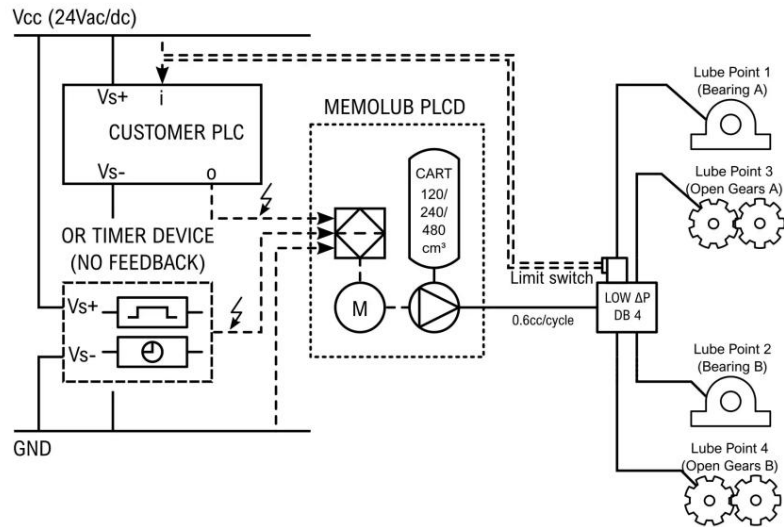 Vcc (24Vac/dc)
Vs+
i
CUSTOMER PLC
Vs-
o
OR TIMER DEVICE
(NO FEEDBACK)
Vs+
Vs-
GND
MEMOLUB PLCD
CART
120/
240/
480
cm³
M
0.6cc/cycle
Limit switch
LOW ΔP
DB 4
Lube Point 1
(Bearing A)
Lube Point 3
(Open Gears A)
Lube Point 2
(Bearing B)
Lube Point 4
(Open Gears B)